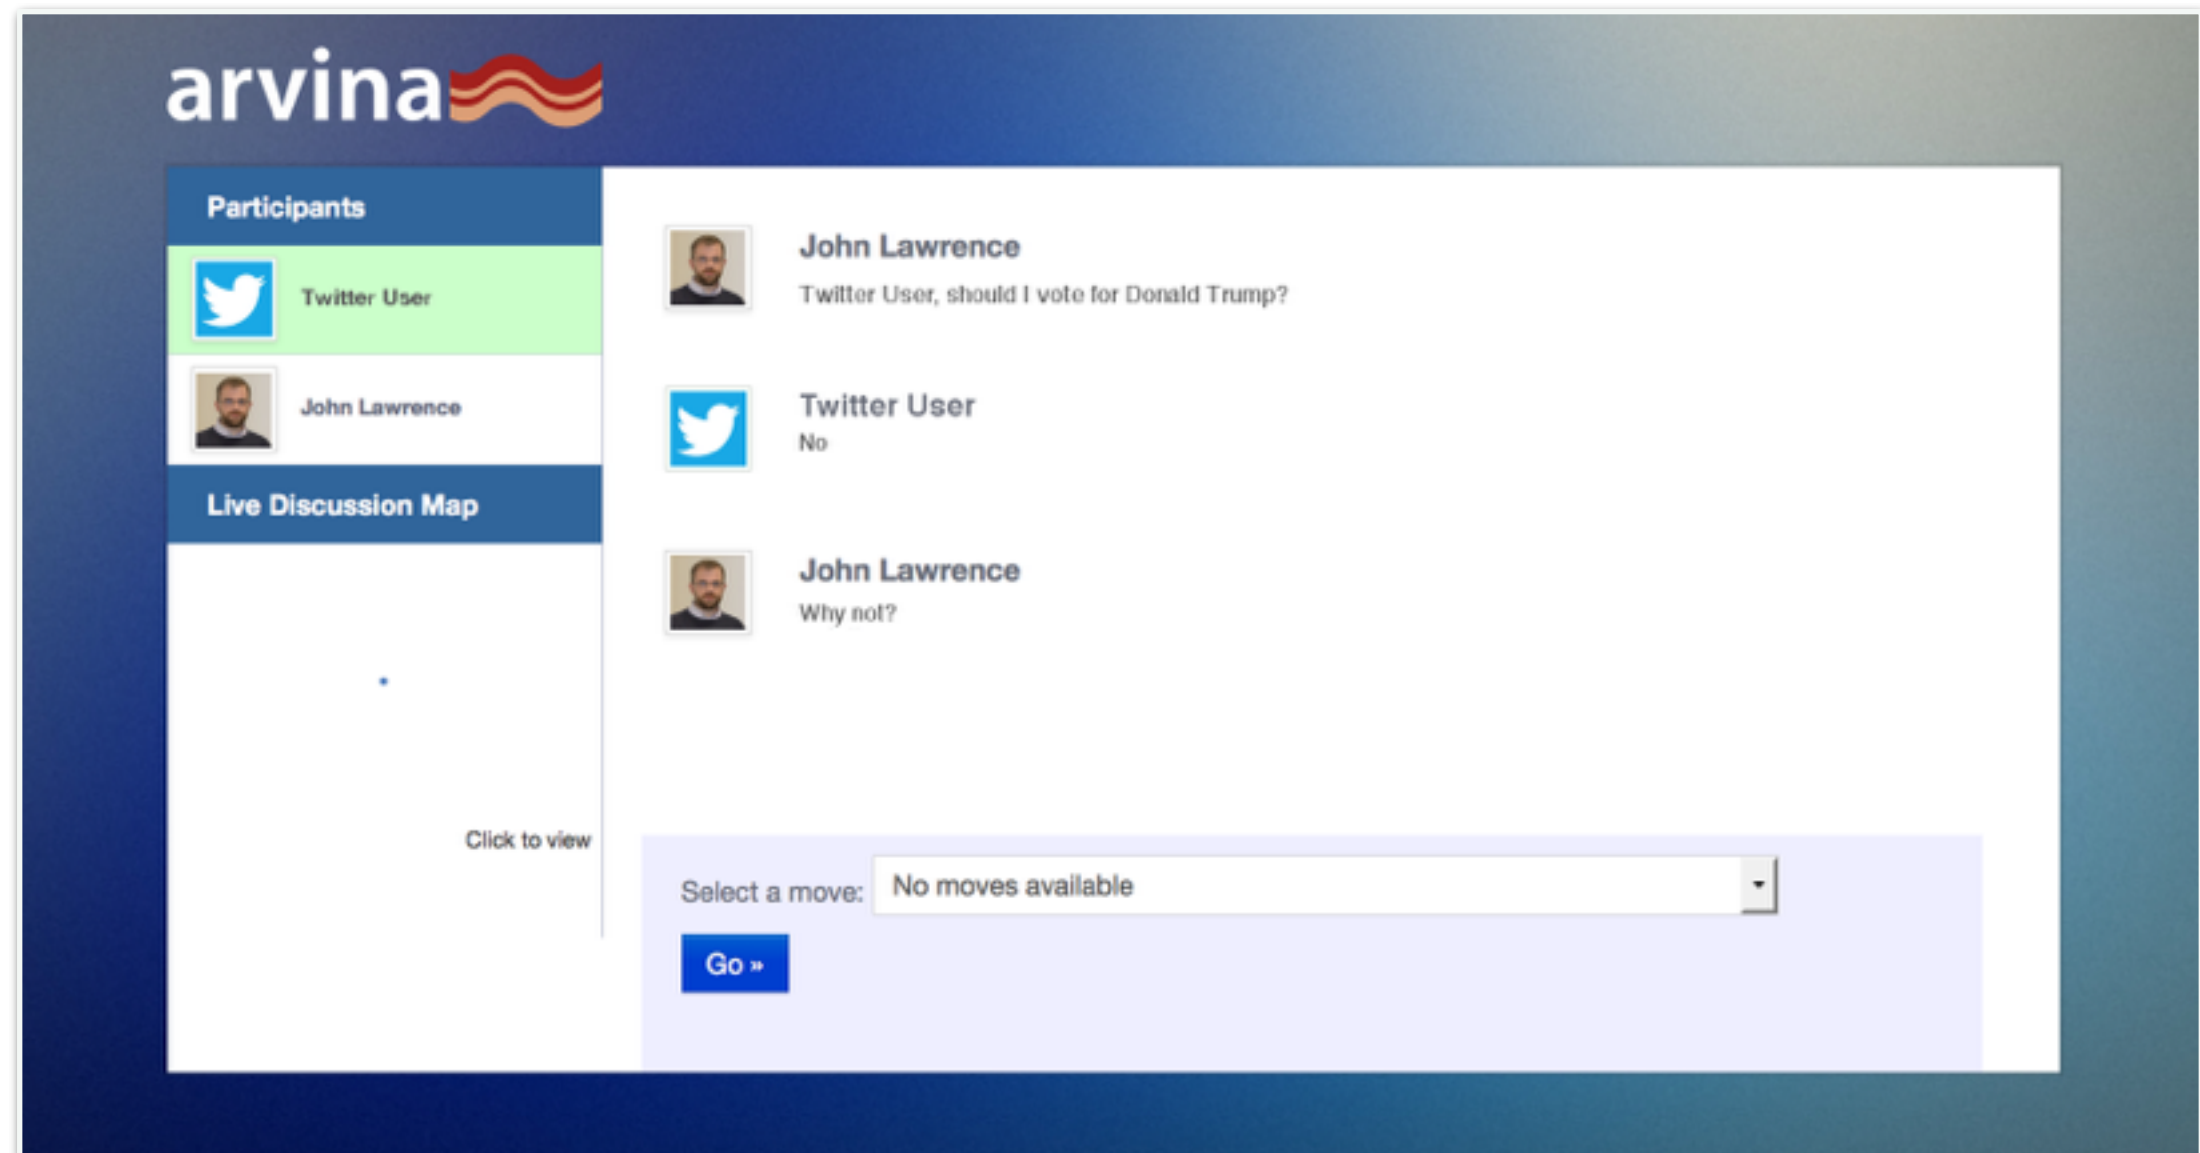 arvina
Participants
Twitter User
John Lawrence
Live Discussion Map
Click to view
John Lawrence
Twitter User, should I vote for Donald Trump?
Twitter User
No
John Lawrence
Why not?
Select a move: No moves available
Go »